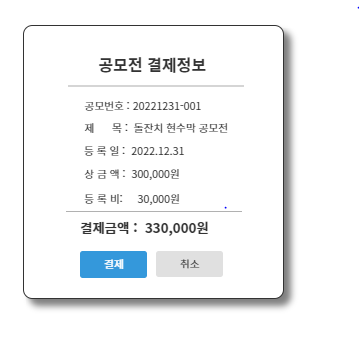 공모전 결제정보
공모번호 : 20221231-001
제 목 : 돌잔치 현수막 공모전
등 록 일 : 2022.12.31
상 금 액 : 300,000원
등 록 비: 30,000원
결제금액 : 330,000원
결제 취소